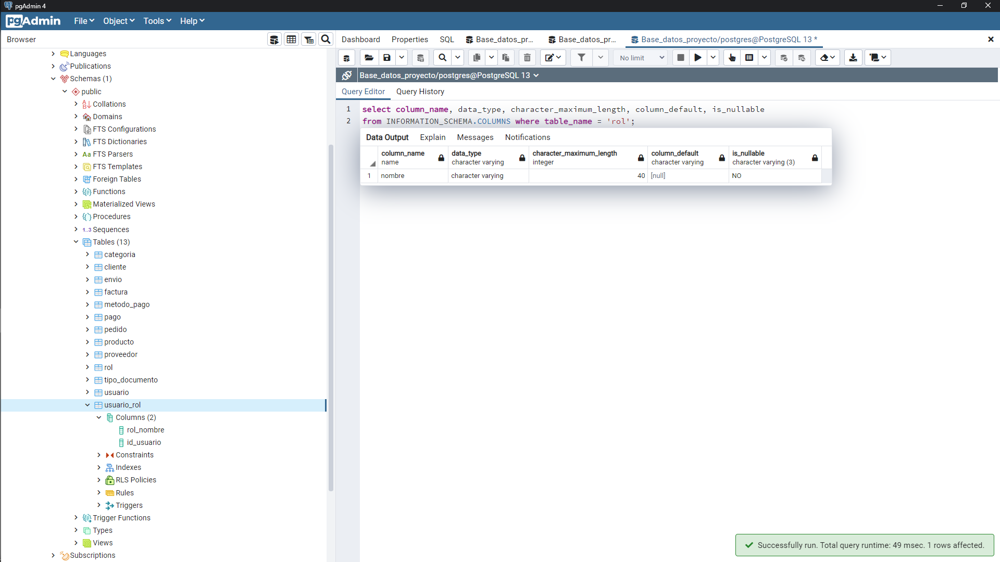 pgAdmin 4
pgAdmin File Object Tools Help
Browser
Dashboard Properties SQL Base_datos_pr... Base_datos_pr... Base_datos_proyecto/postgres@PostgreSQL 13 *
No limit
Base_datos_proyecto/postgres@PostgreSQL 13
Query Editor Query History
1 select column_name, data_type, character_maximum_length, column_default, is_nullable
2 from INFORMATION_SCHEMA.COLUMNS where table_name = 'rol';
Data Output Explain Messages Notifications
column_name data_type character_maximum_length column_default is_nullable
name character varying integer character varying character varying (3)
1 nombre character varying 40 [null] NO
Languages
Publications
Schemas (1)
public
Collations
Domains
FTS Configurations
FTS Dictionaries
Aa FTS Parsers
FTS Templates
Foreign Tables
Functions
Materialized Views
Procedures
1..3 Sequences
Tables (13)
categoria
cliente
envio
factura
metodo_pago
pago
pedido
producto
proveedor
rol
tipo_documento
usuario
usuario_rol
Columns (2)
rol_nombre
id_usuario
Constraints
Indexes
RLS Policies
Rules
Triggers
Trigger Functions
Types
Views
Subscriptions
Successfully run. Total query runtime: 49 msec. 1 rows affected.